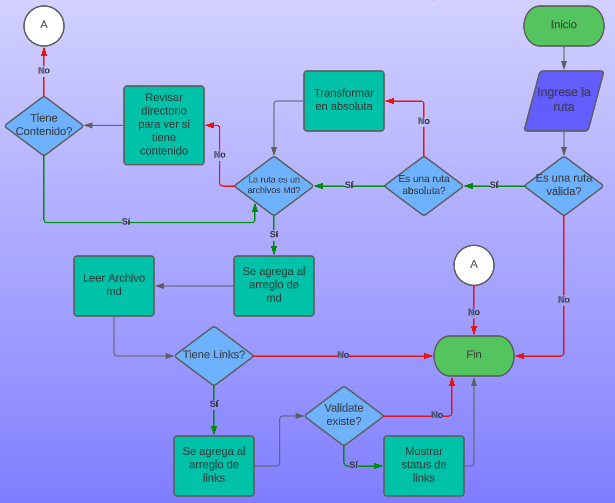 Inicio
Ingrese la
ruta
Es una ruta
válida?
Sí
No
Es una ruta
absoluta?
No
Transformar
en absoluta
Sí
La ruta es un
archivos Md?
No
Revisar
directorio
para ver si
tiene
contenido
Tiene
Contenido?
No
A
Sí
Sí
Se agrega al
arreglo de
md
Leer Archivo
md
Tiene Links?
No
Sí
Se agrega al
arreglo de
links
Validate
existe?
No
Sí
Mostrar
status de
links
A
No
Fin